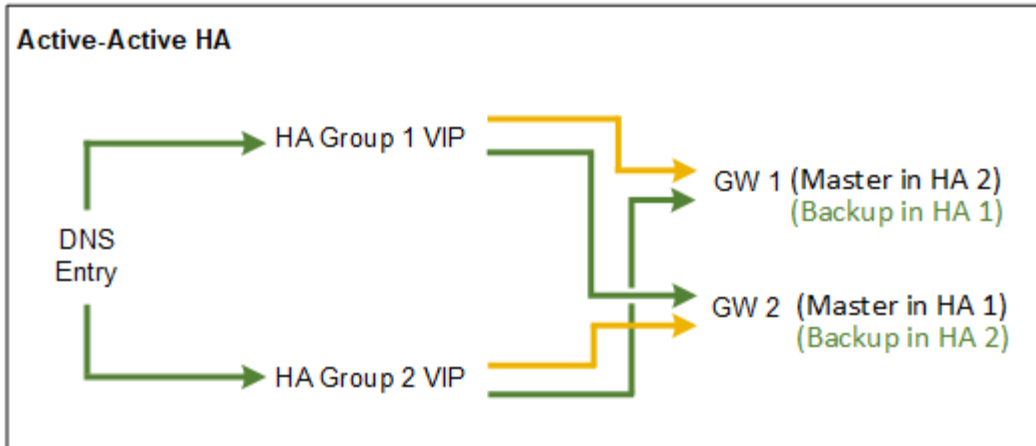 Active-Active HA
HA Group 1 VIP
GW 1 (Master in HA 2)
(Backup in HA 1)
DNS
Entry
GW 2 (Master in HA 1)
(Backup in HA 2)
HA Group 2 VIP